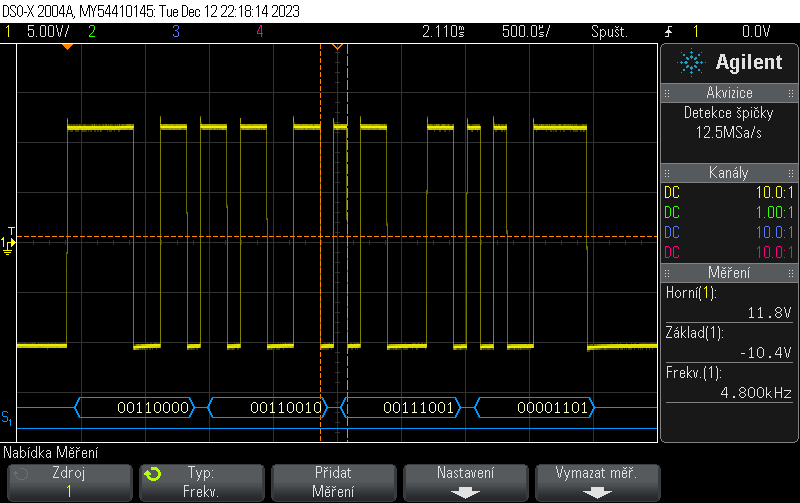 DSO-X 2004A, MY54410145: Tue Dec 12 22:18:14 2023
1 5.00V/ 2 3 4 2.110ms 500.0µs/ Spušt. 1 0.0V
Agilent
Akvizice
Detekce špičky
12.5MSa/s
Kanály
DC 10.0:1
DC 1.00:1
DC 10.0:1
DC 10.0:1
Měření
Horní(1):
11.8V
Základ(1):
-10.4V
Frekv.(1):
4.800kHz
T
1
00110000
00110010
00111001
00001101
S1
Nabídka Měření
Zdroj
1
Typ:
Frekv.
Přidat
Měření
Nastavení
Vymazat měř.